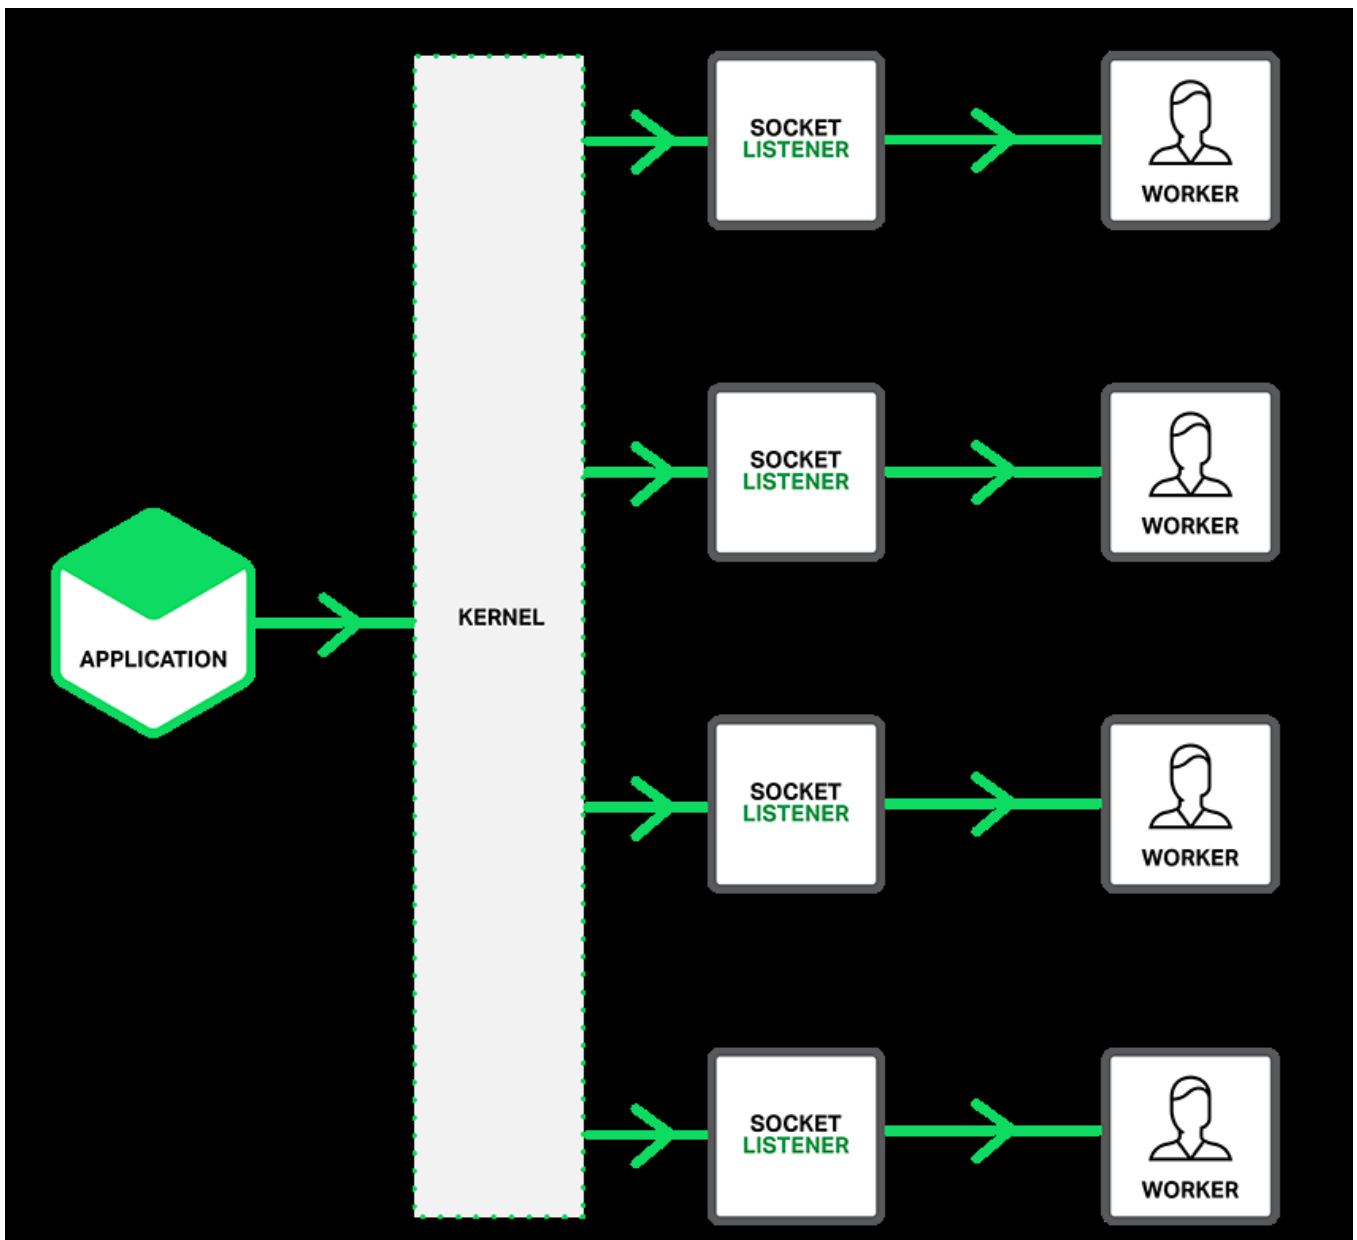 SOCKET
LISTENER
WORKER
SOCKET
LISTENER
WORKER
APPLICATION
KERNEL
SOCKET
LISTENER
WORKER
SOCKET
LISTENER
WORKER